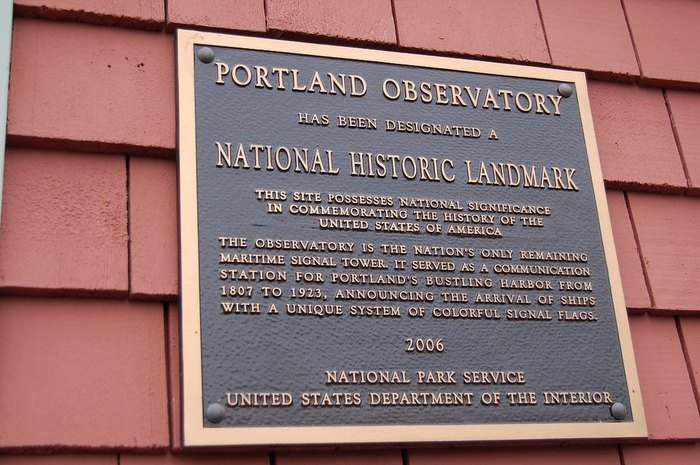 PORTLAND OBSERVATORY
HAS BEEN DESIGNATED A
NATIONAL HISTORIC LANDMARK
THIS SITE POSSESSES NATIONAL SIGNIFICANCE
IN COMMEMORATING THE HISTORY OF THE
UNITED STATES OF AMERICA
THE OBSERVATORY IS THE NATION'S ONLY REMAINING
MARITIME SIGNAL TOWER. IT SERVED AS A COMMUNICATION
STATION FOR PORTLAND'S BUSTLING HARBOR FROM
1807 TO 1923, ANNOUNCING THE ARRIVAL OF SHIPS
WITH A UNIQUE SYSTEM OF COLORFUL SIGNAL FLAGS.
2006
NATIONAL PARK SERVICE
UNITED STATES DEPARTMENT OF THE INTERIOR